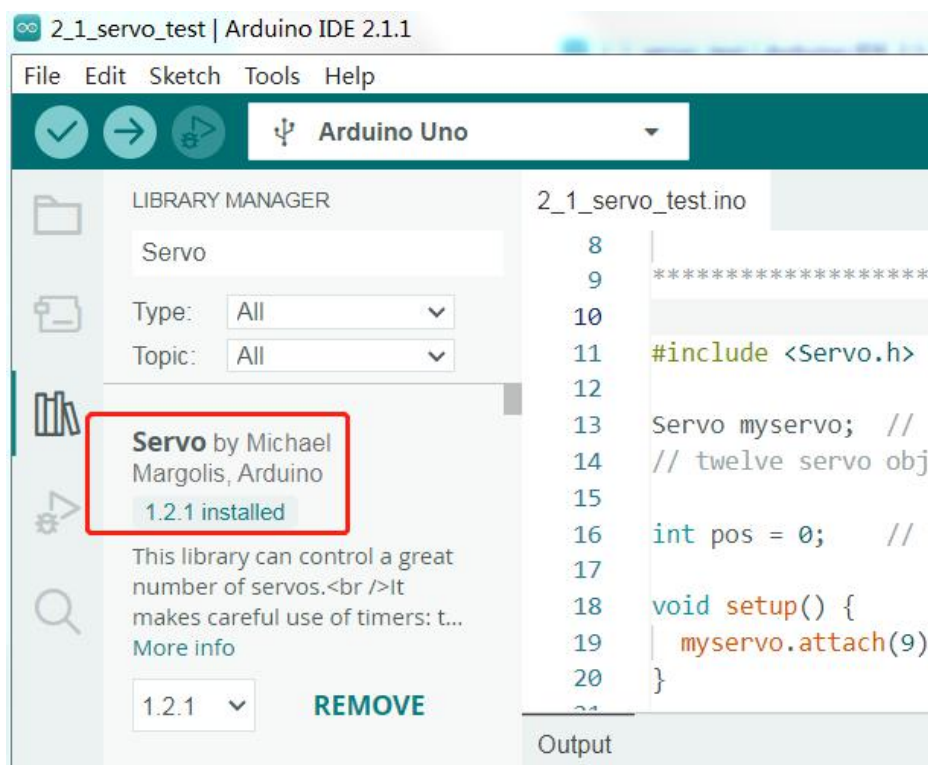 2_1_servo_test | Arduino IDE 2.1.1
File Edit Sketch Tools Help
Arduino Uno
LIBRARY MANAGER
Servo
Type: All
Topic: All
Servo by Michael
Margolis, Arduino
1.2.1 installed
This library can control a great
number of servos.<br />It
makes careful use of timers: t...
More info
1.2.1 REMOVE
2_1_servo_test.ino
8
9 *******************
10
11 #include <Servo.h>
12
13 Servo myservo; //
14 // twelve servo obj
15
16 int pos = 0; //
17
18 void setup() {
19 myservo.attach(9)
20 }
Output